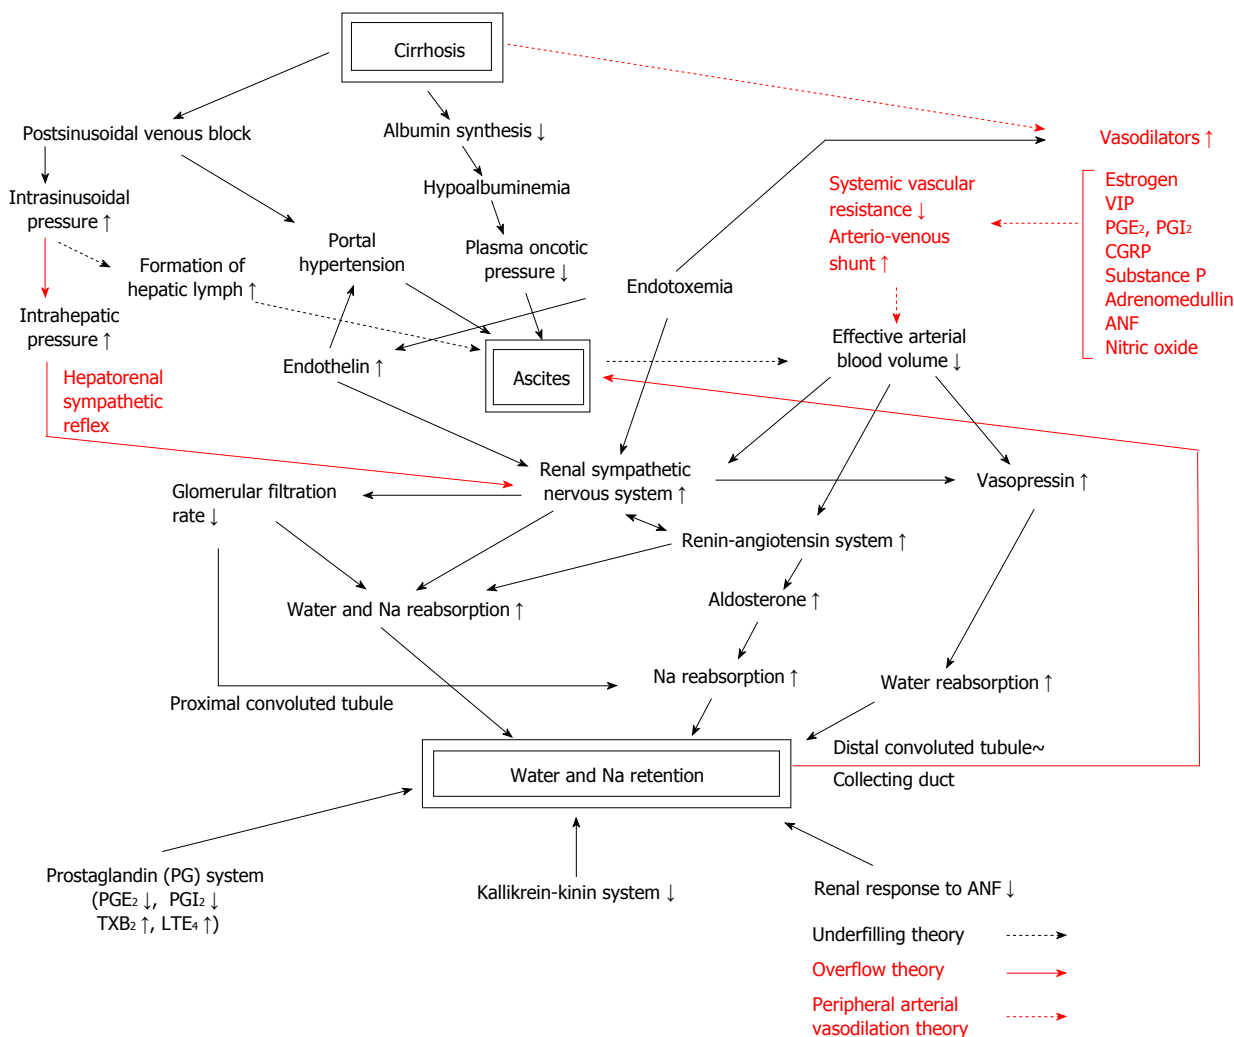 Cirrhosis
Postsinusoidal venous block
Albumin synthesis ↓
Vasodilators ↑
Intrasinusoidal
pressure ↑
Hypoalbuminemia
Systemic vascular
resistance ↓
Arterio-venous
shunt ↑
Estrogen
VIP
PGE₂, PGI₂
CGRP
Substance P
Adrenomedullin
ANF
Nitric oxide
Portal
hypertension
Plasma oncotic
pressure ↓
Formation of
hepatic lymph ↑
Endotoxemia
Intrahepatic
pressure ↑
Endothelin ↑
Ascites
Effective arterial
blood volume ↓
Hepatorenal
sympathetic
reflex
Glomerular filtration
rate ↓
Renal sympathetic
nervous system ↑
Vasopressin ↑
Renin-angiotensin system ↑
Water and Na reabsorption ↑
Aldosterone ↑
Na reabsorption ↑
Water reabsorption ↑
Proximal convoluted tubule
Distal convoluted tubule~
Collecting duct
Water and Na retention
Prostaglandin (PG) system
(PGE₂ ↓, PGI₂ ↓
TXB₂ ↑, LTE₄ ↑)
Kallikrein-kinin system ↓
Renal response to ANF ↓
Underfilling theory
Overflow theory
Peripheral arterial
vasodilation theory